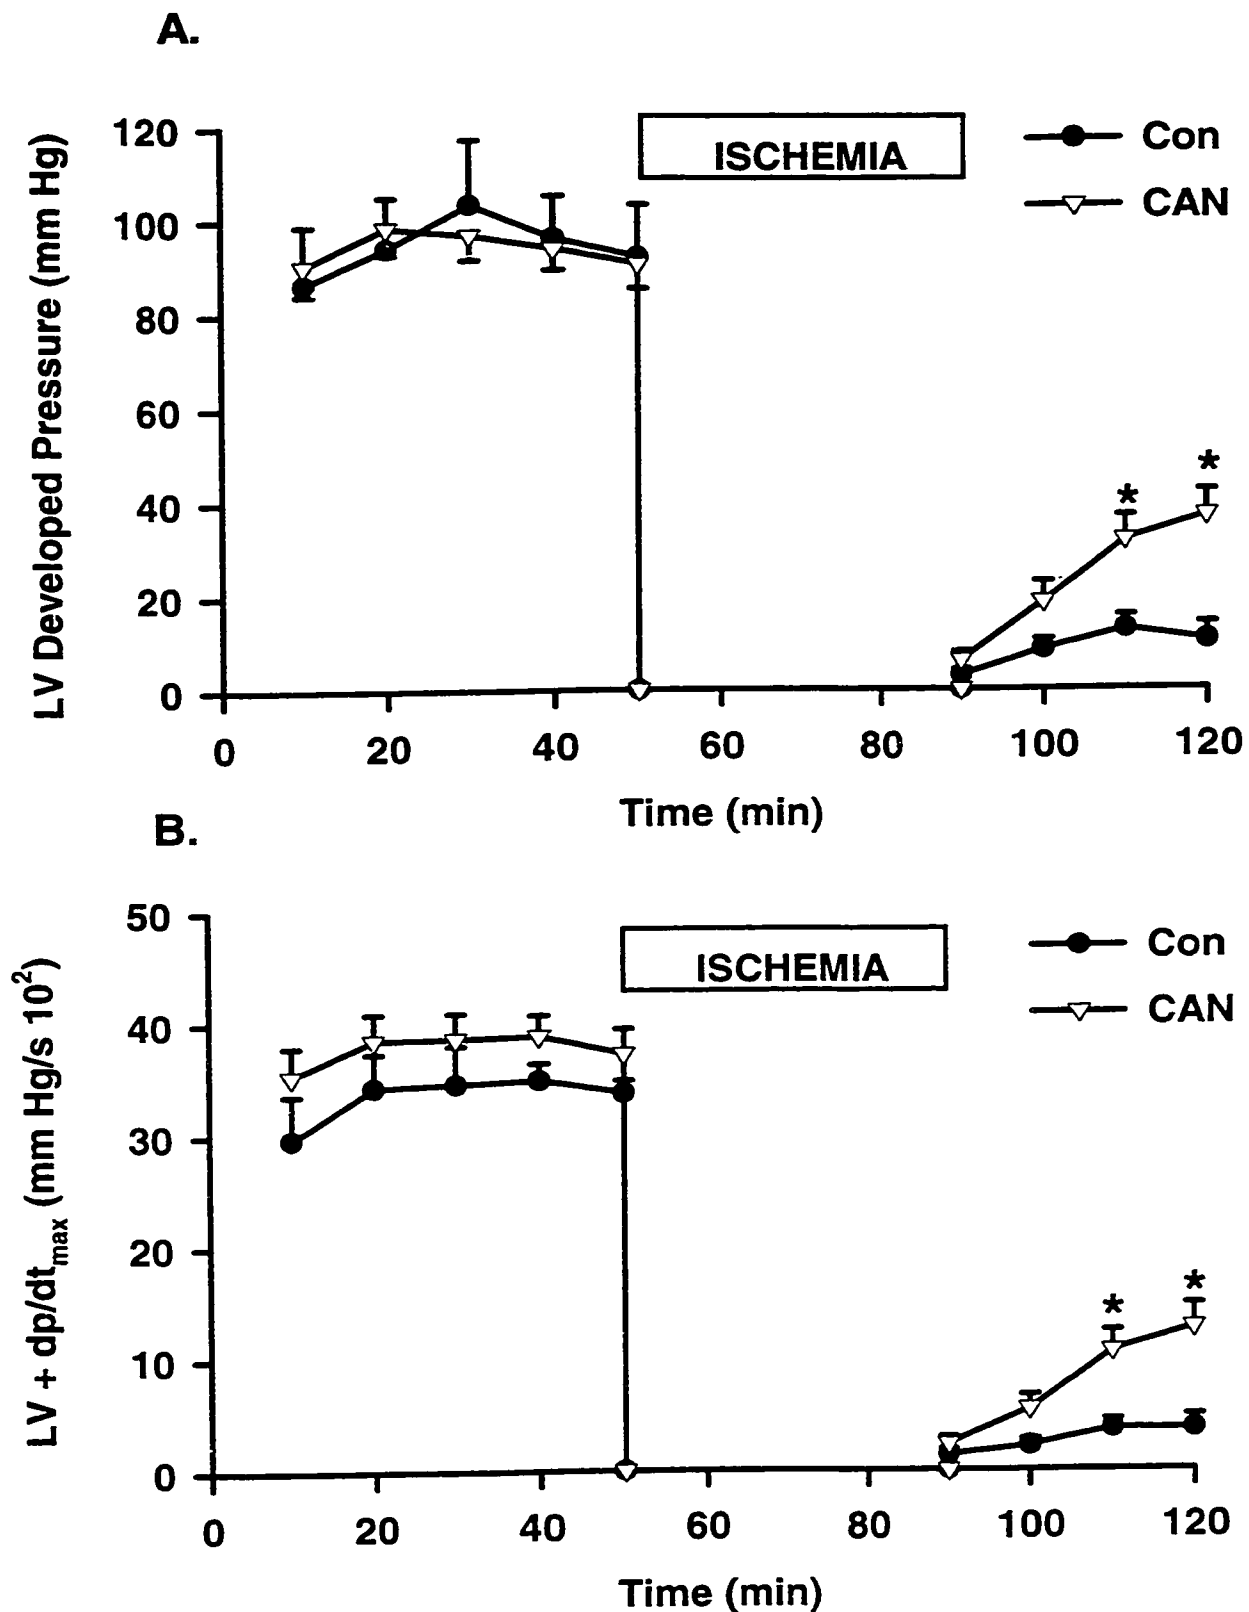 A.
LV Developed Pressure (mm Hg)
120
100
80
60
40
20
0
ISCHEMIA
Con
CAN
*
*
0 20 40 60 80 100 120
Time (min)
B.
LV + dp/dtmax (mm Hg/s 10²)
50
40
30
20
10
0
ISCHEMIA
Con
CAN
*
*
0 20 40 60 80 100 120
Time (min)